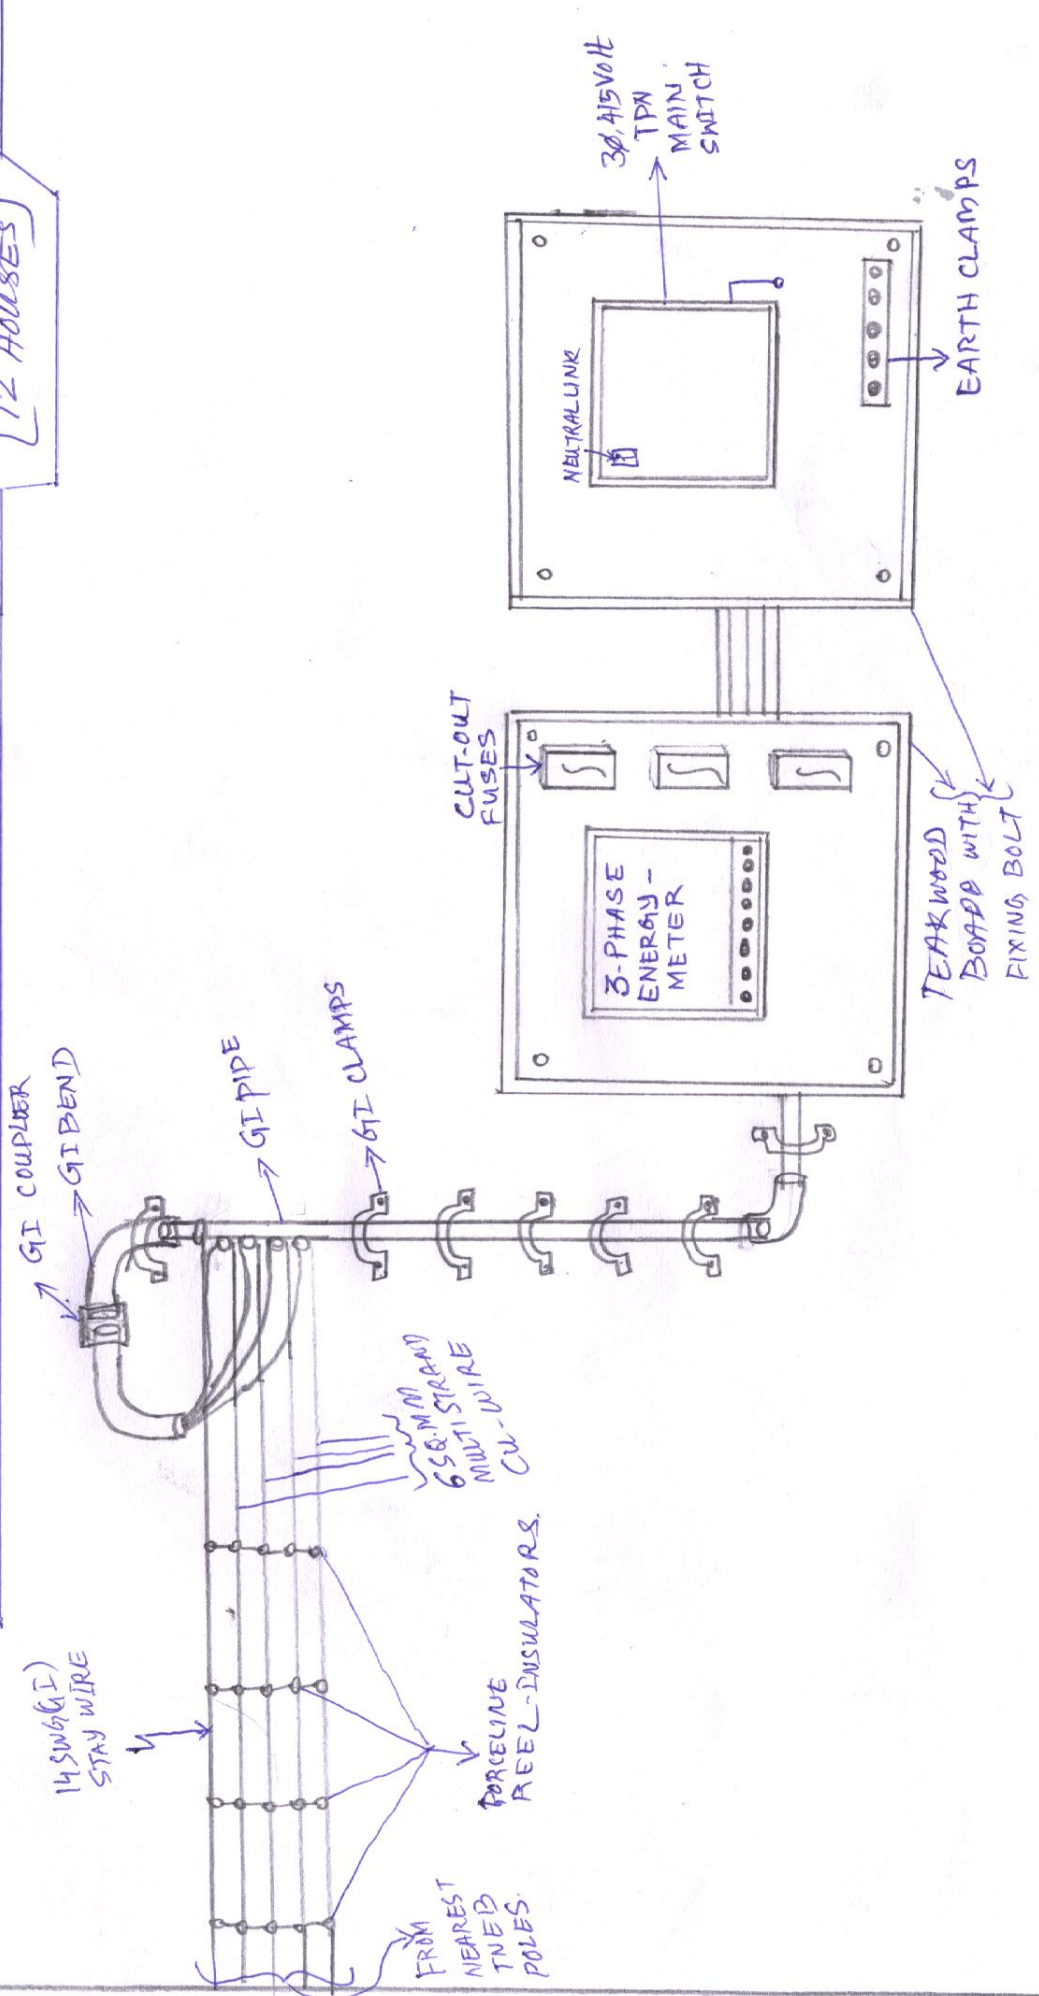 [12 HOUSES]
14SWG(GI)
STAY WIRE
GI COUPLER
GI BEND
GI PIPE
GI CLAMPS
6SQ.MM
MULTI STRAND
CU-WIRE
PORCELINE
REEL-INSULATORS.
FROM
NEAREST
TNEB
POLES.
CUT-OUT
FUSES
3-PHASE
ENERGY-
METER
TEAKWOOD
BOARD WITH
FIXING BOLT
NEUTRAL LINK
3Ø,415Volt
TPN
MAIN
SWITCH
EARTH CLAMPS